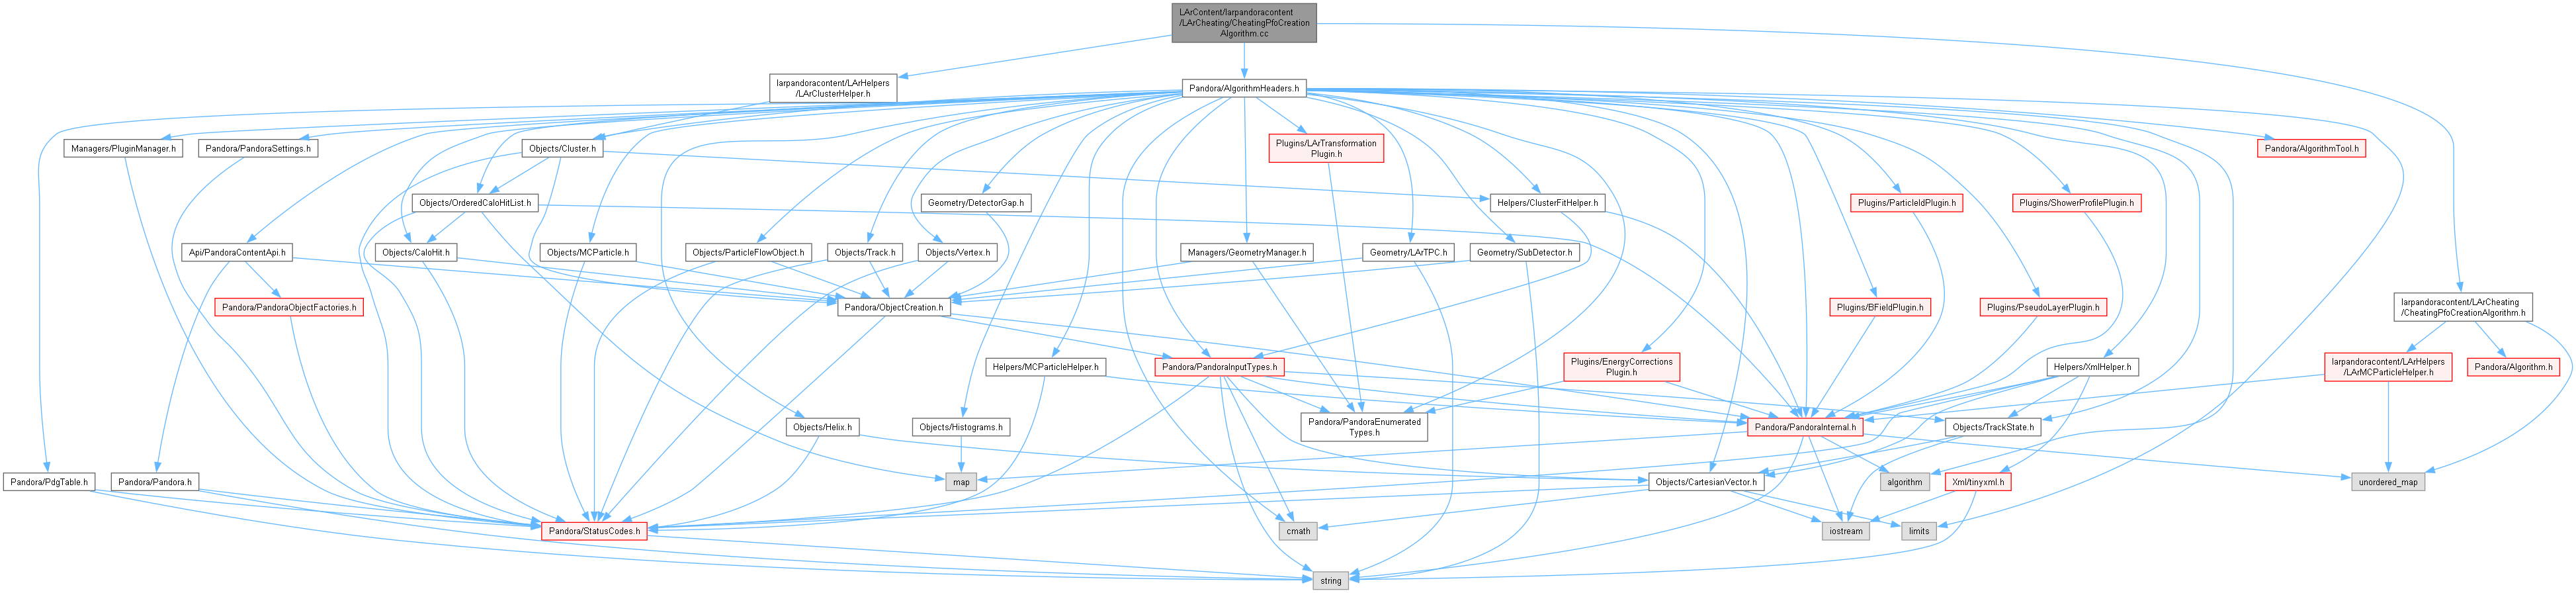 LArContent/larpandoracontent
/LArCheating/CheatingPfoCreation
Algorithm.cc
larpandoracontent/LArHelpers
/LArClusterHelper.h
Pandora/AlgorithmHeaders.h
Managers/PluginManager.h
Pandora/PandoraSettings.h
Objects/Cluster.h
Plugins/LArTransformation
Plugin.h
Pandora/AlgorithmTool.h
Objects/OrderedCaloHitList.h
Geometry/DetectorGap.h
Helpers/ClusterFitHelper.h
Plugins/ParticleIdPlugin.h
Plugins/ShowerProfilePlugin.h
Api/PandoraContentApi.h
Objects/CaloHit.h
Objects/MCParticle.h
Objects/ParticleFlowObject.h
Objects/Track.h
Objects/Vertex.h
Managers/GeometryManager.h
Geometry/LArTPC.h
Geometry/SubDetector.h
Pandora/PandoraObjectFactories.h
Pandora/ObjectCreation.h
Plugins/BFieldPlugin.h
Plugins/PseudoLayerPlugin.h
larpandoracontent/LArCheating
/CheatingPfoCreationAlgorithm.h
Helpers/MCParticleHelper.h
Pandora/PandoraInputTypes.h
Plugins/EnergyCorrections
Plugin.h
Helpers/XmlHelper.h
larpandoracontent/LArHelpers
/LArMCParticleHelper.h
Pandora/Algorithm.h
Objects/Helix.h
Objects/Histograms.h
Pandora/PandoraEnumerated
Types.h
Pandora/PandoraInternal.h
Objects/TrackState.h
Pandora/PdgTable.h
Pandora/Pandora.h
map
Objects/CartesianVector.h
algorithm
Xml/tinyxml.h
unordered_map
Pandora/StatusCodes.h
cmath
iostream
limits
string